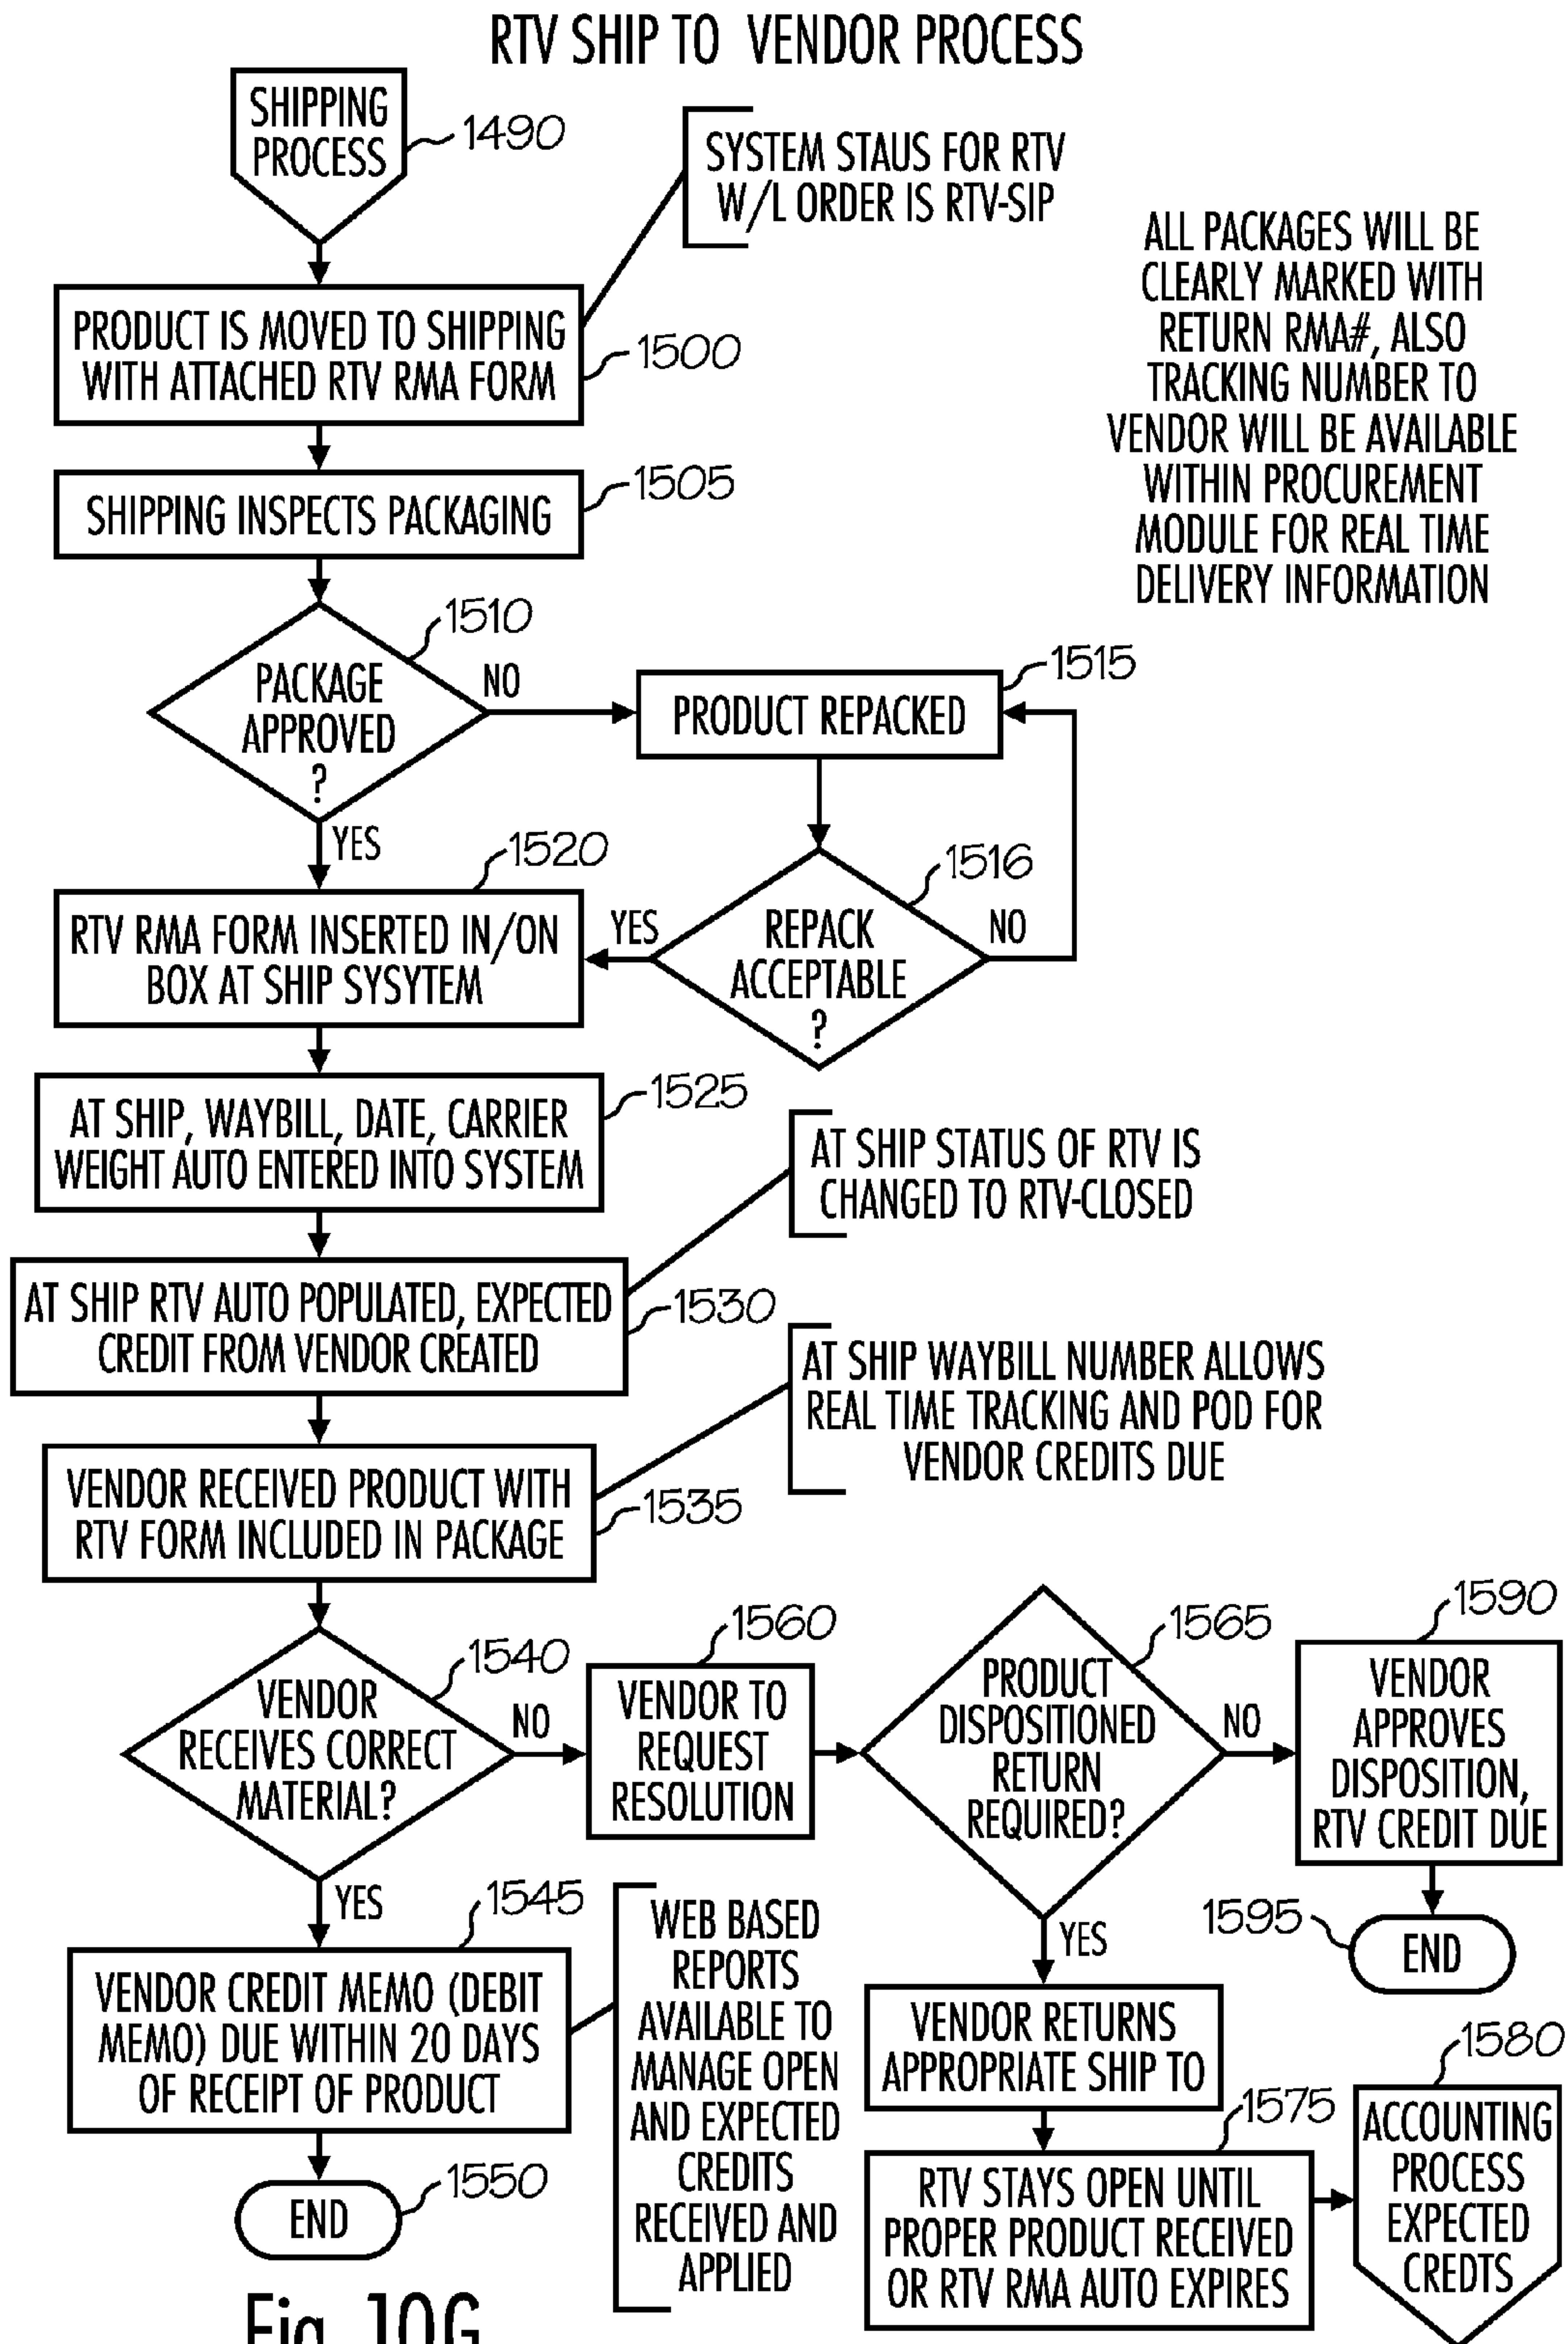 RTV SHIP TO VENDOR PROCESS
SHIPPING
PROCESS
1490
SYSTEM STAUS FOR RTV
W/L ORDER IS RTV-SIP
ALL PACKAGES WILL BE
CLEARLY MARKED WITH
RETURN RMA#, ALSO
TRACKING NUMBER TO
VENDOR WILL BE AVAILABLE
WITHIN PROCUREMENT
MODULE FOR REAL TIME
DELIVERY INFORMATION
PRODUCT IS MOVED TO SHIPPING
WITH ATTACHED RTV RMA FORM
1500
SHIPPING INSPECTS PACKAGING
1505
PACKAGE
APPROVED
?
1510
NO
YES
PRODUCT REPACKED
1515
REPACK
ACCEPTABLE
?
1516
YES
NO
RTV RMA FORM INSERTED IN/ON
BOX AT SHIP SYSYTEM
1520
AT SHIP, WAYBILL, DATE, CARRIER
WEIGHT AUTO ENTERED INTO SYSTEM
1525
AT SHIP STATUS OF RTV IS
CHANGED TO RTV-CLOSED
AT SHIP RTV AUTO POPULATED, EXPECTED
CREDIT FROM VENDOR CREATED
1530
AT SHIP WAYBILL NUMBER ALLOWS
REAL TIME TRACKING AND POD FOR
VENDOR CREDITS DUE
VENDOR RECEIVED PRODUCT WITH
RTV FORM INCLUDED IN PACKAGE
1535
VENDOR
RECEIVES CORRECT
MATERIAL?
1540
NO
YES
VENDOR TO
REQUEST
RESOLUTION
1560
PRODUCT
DISPOSITIONED
RETURN
REQUIRED?
1565
NO
YES
VENDOR
APPROVES
DISPOSITION,
RTV CREDIT DUE
1590
END
1595
VENDOR CREDIT MEMO (DEBIT
MEMO) DUE WITHIN 20 DAYS
OF RECEIPT OF PRODUCT
1545
END
1550
WEB BASED
REPORTS
AVAILABLE TO
MANAGE OPEN
AND EXPECTED
CREDITS
RECEIVED AND
APPLIED
VENDOR RETURNS
APPROPRIATE SHIP TO
RTV STAYS OPEN UNTIL
PROPER PRODUCT RECEIVED
OR RTV RMA AUTO EXPIRES
1575
ACCOUNTING
PROCESS
EXPECTED
CREDTS
1580
Fig. 10G